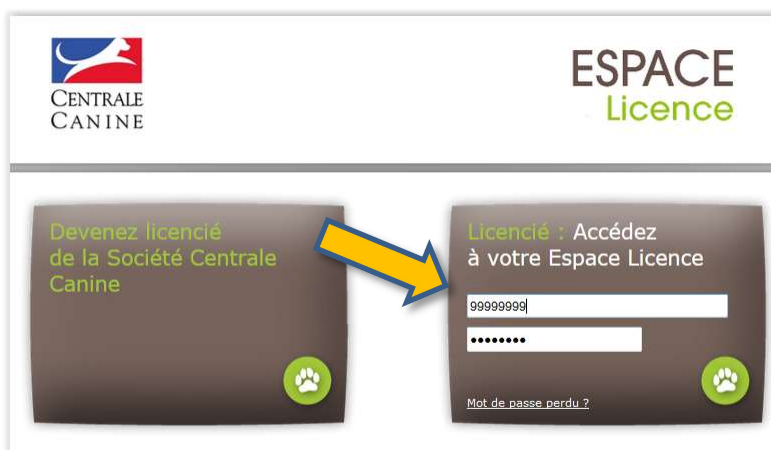 CENTRALE
CANINE
ESPACE
Licence
Devenez licencié
de la Société Centrale
Canine
Licencié : Accédez
à votre Espace Licence
99999999
••••••••
Mot de passe perdu ?